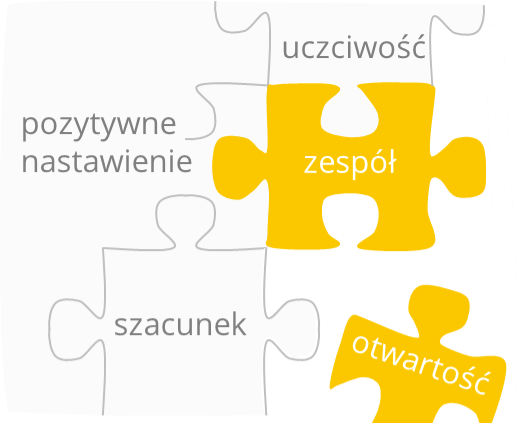 uczciwość
pozytywne
nastawienie
zespół
szacunek
otwartość